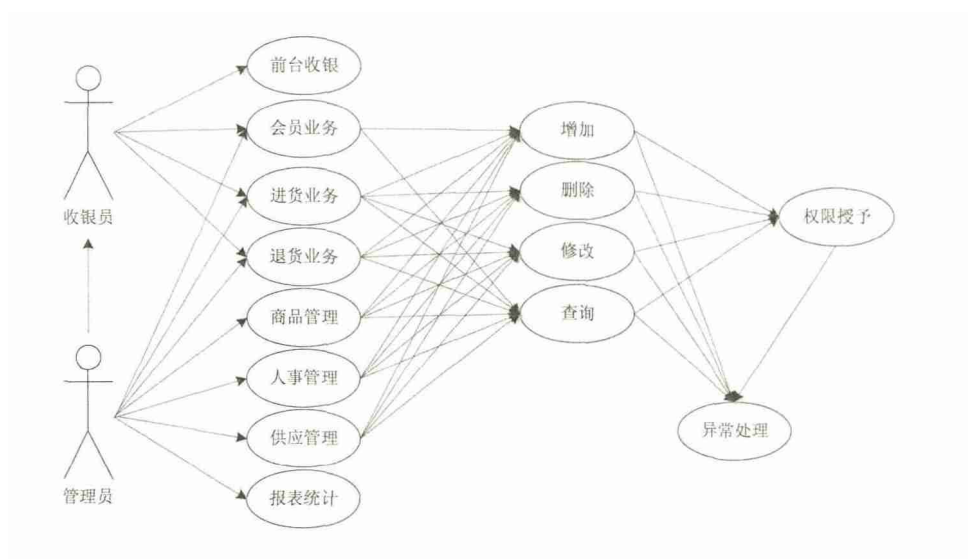 收银员
管理员
前台收银
会员业务
进货业务
退货业务
商品管理
人事管理
供应管理
报表统计
增加
删除
修改
查询
权限授予
异常处理